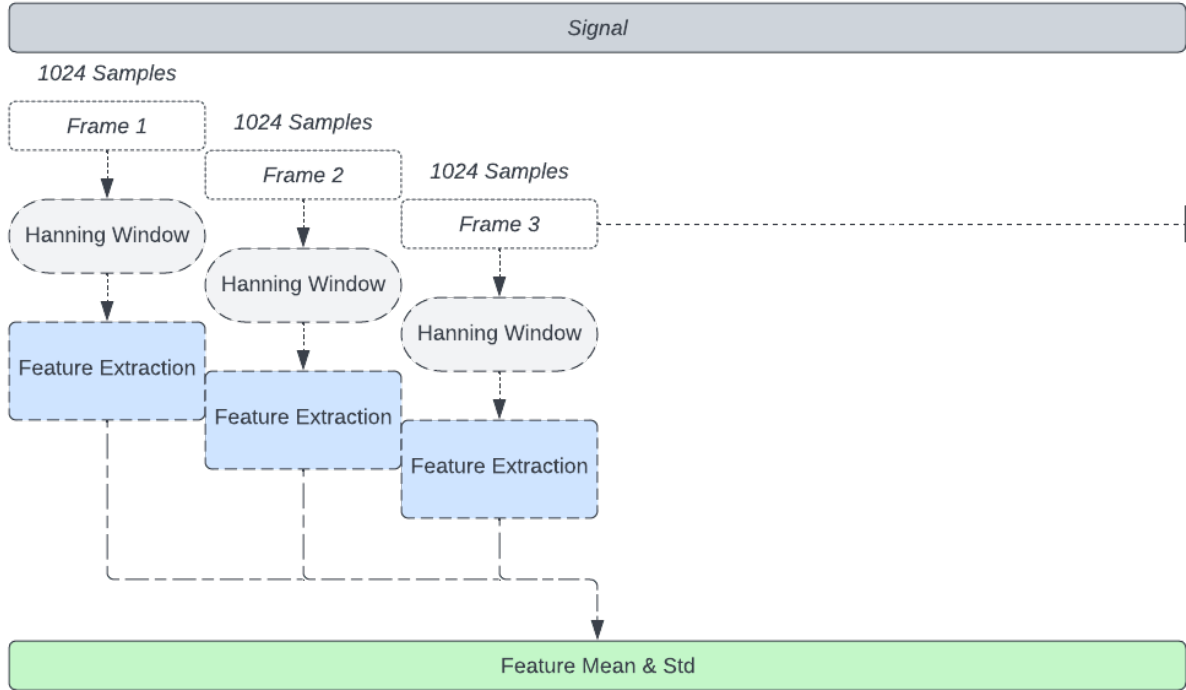 Signal
1024 Samples
Frame 1
1024 Samples
Frame 2
1024 Samples
Frame 3
Hanning Window
Hanning Window
Hanning Window
Feature Extraction
Feature Extraction
Feature Extraction
Feature Mean & Std